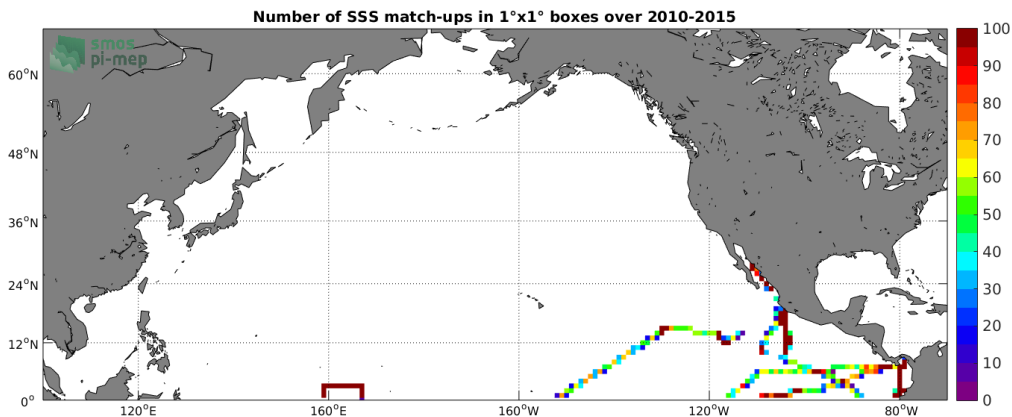 Number of SSS match-ups in 1°x1° boxes over 2010-2015
smos
pi-mep
60°N
48°N
36°N
24°N
12°N
0°
120°E
160°E
160°W
120°W
80°W
100
90
80
70
60
50
40
30
20
10
0